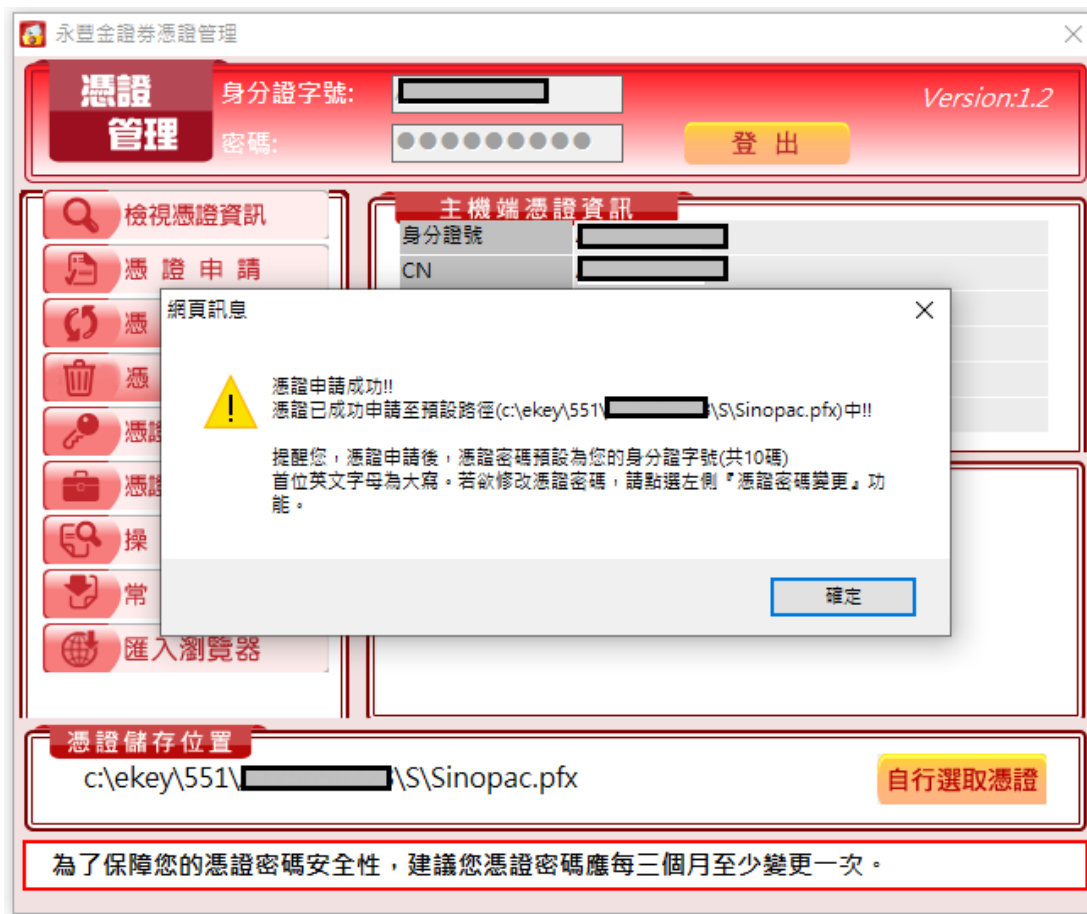 永豐金證券憑證管理
憑證
管理
身分證字號:
密碼:
登出
Version:1.2
檢視憑證資訊
憑證申請
憑
憑
憑證
憑證
操
常
匯入瀏覽器
主機端憑證資訊
身分證號
CN
網頁訊息
憑證申請成功!!
憑證已成功申請至預設路徑(c:\ekey\551\ \S\Sinopac.pfx)中!!
提醒您，憑證申請後，憑證密碼預設為您的身分證字號(共10碼)
首位英文字母為大寫。若欲修改憑證密碼，請點選左側『憑證密碼變更』功
能。
確定
憑證儲存位置
c:\ekey\551\ \S\Sinopac.pfx
自行選取憑證
為了保障您的憑證密碼安全性，建議您憑證密碼應每三個月至少變更一次。